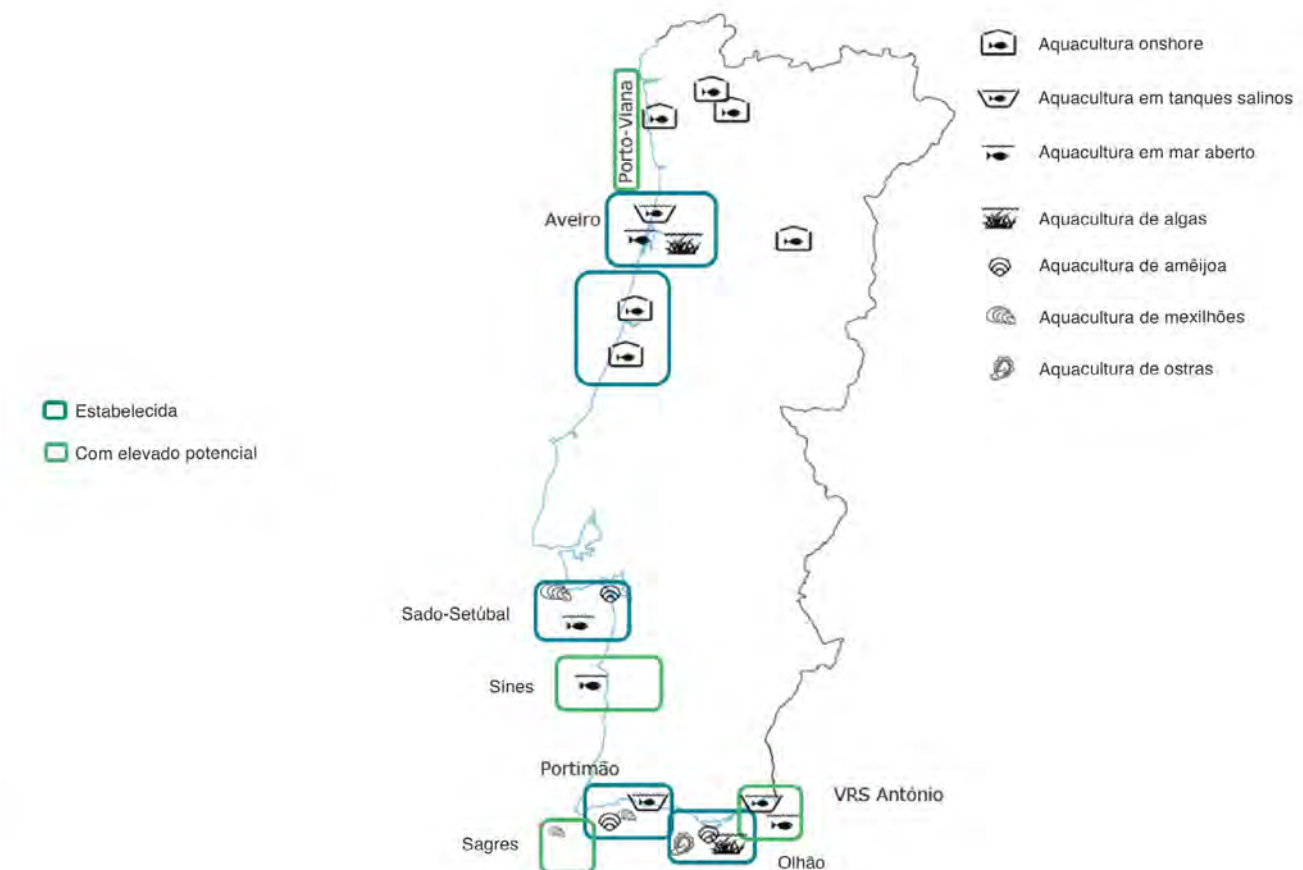 Aquacultura onshore
Aquacultura em tanques salinos
Aquacultura em mar aberto
Aquacultura de algas
Aquacultura de amêijoa
Aquacultura de mexilhões
Aquacultura de ostras
Porto-Viana
Aveiro
Estabelecida
Com elevado potencial
Sado-Setúbal
Sines
Portimão
VRS António
Sagres
Olhão